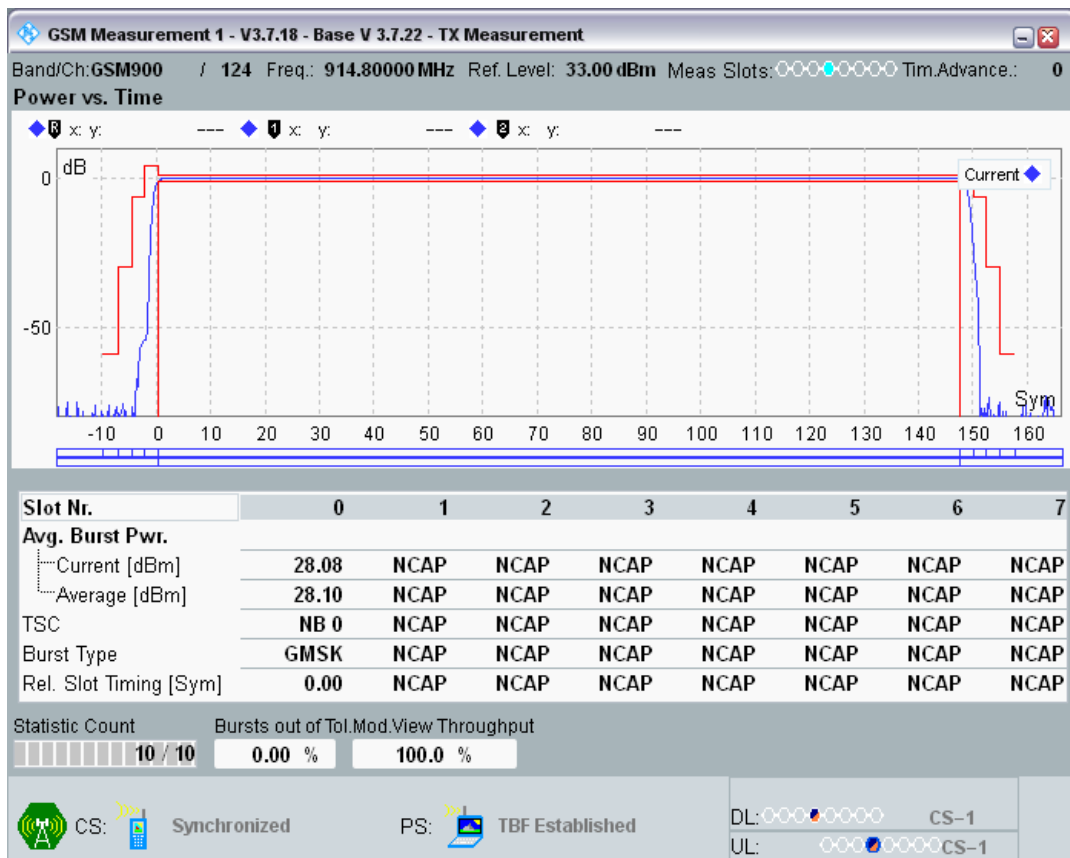 GSM Measurement 1 - V3.7.18 - Base V 3.7.22 - TX Measurement
Band/Ch:GSM900 / 124 Freq.: 914.80000 MHz Ref. Level: 33.00 dBm Meas Slots: Tim.Advance.: 0
Power vs. Time
R x: y: --- 1 x: y: --- 2 x: y: ---
dB
0
Current
-50
Sym
-10 0 10 20 30 40 50 60 70 80 90 100 110 120 130 140 150 160
Slot Nr. 0 1 2 3 4 5 6 7
Avg. Burst Pwr.
Current [dBm] 28.08 NCAP NCAP NCAP NCAP NCAP NCAP NCAP
Average [dBm] 28.10 NCAP NCAP NCAP NCAP NCAP NCAP NCAP
TSC NB 0 NCAP NCAP NCAP NCAP NCAP NCAP NCAP
Burst Type GMSK NCAP NCAP NCAP NCAP NCAP NCAP NCAP
Rel. Slot Timing [Sym] 0.00 NCAP NCAP NCAP NCAP NCAP NCAP NCAP
Statistic Count Bursts out of Tol.Mod.View Throughput
10 / 10 0.00 % 100.0 %
CS: Synchronized PS: TBF Established DL: CS-1
UL: CS-1